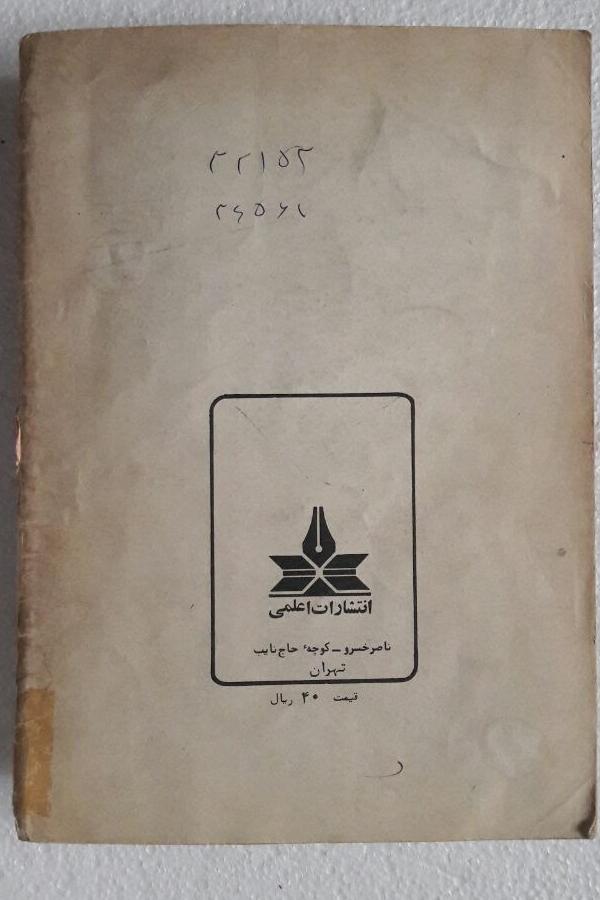 ۳۲۱۵۳
۲۶۵۶۱
انتشارات اعلمی
ناصرخسرو ـ کوچهٔ حاج نایب
تهران
قیمت ۴۰ ریال